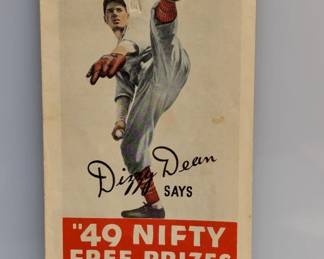 Dizzy Dean
SAYS
"49 NIFTY
FREE PRIZES